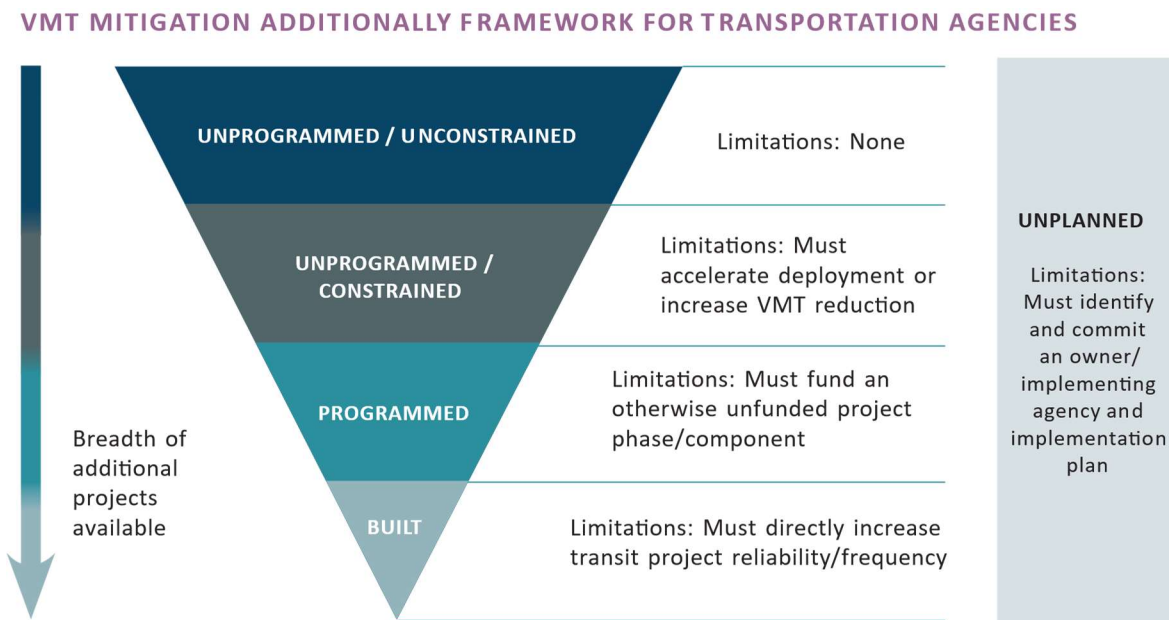 VMT MITIGATION ADDITIONALLY FRAMEWORK FOR TRANSPORTATION AGENCIES
UNPROGRAMMED / UNCONSTRAINED
Limitations: None
UNPROGRAMMED /
CONSTRAINED
Limitations: Must
accelerate deployment or
increase VMT reduction
PROGRAMMED
Limitations: Must fund an
otherwise unfunded project
phase/component
BUILT
Limitations: Must directly increase
transit project reliability/frequency
Breadth of
additional
projects
available
UNPLANNED
Limitations:
Must identify
and commit
an owner/
implementing
agency and
implementation
plan